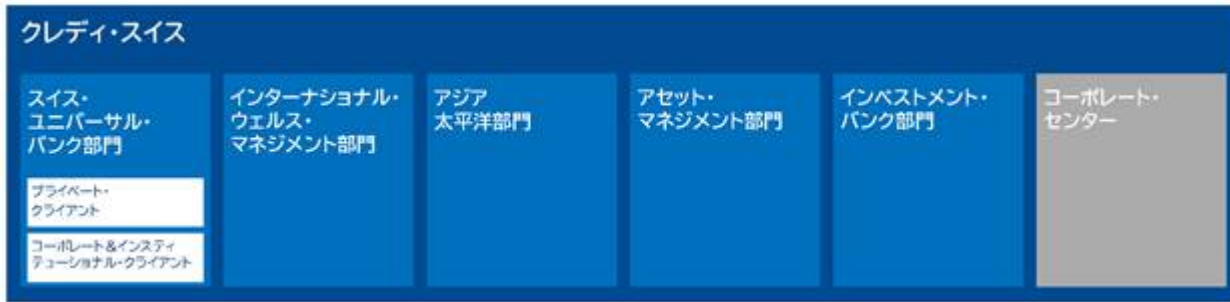 クレディ・スイス
スイス・
ユニバーサル・
バンク部門
プライベート・
クライアント
コーポレート&インスティ
テューショナル・クライアント
インターナショナル・
ウェルス・
マネジメント部門
アジア
太平洋部門
アセット・
マネジメント部門
インベストメント・
バンク部門
コーポレート・
センター